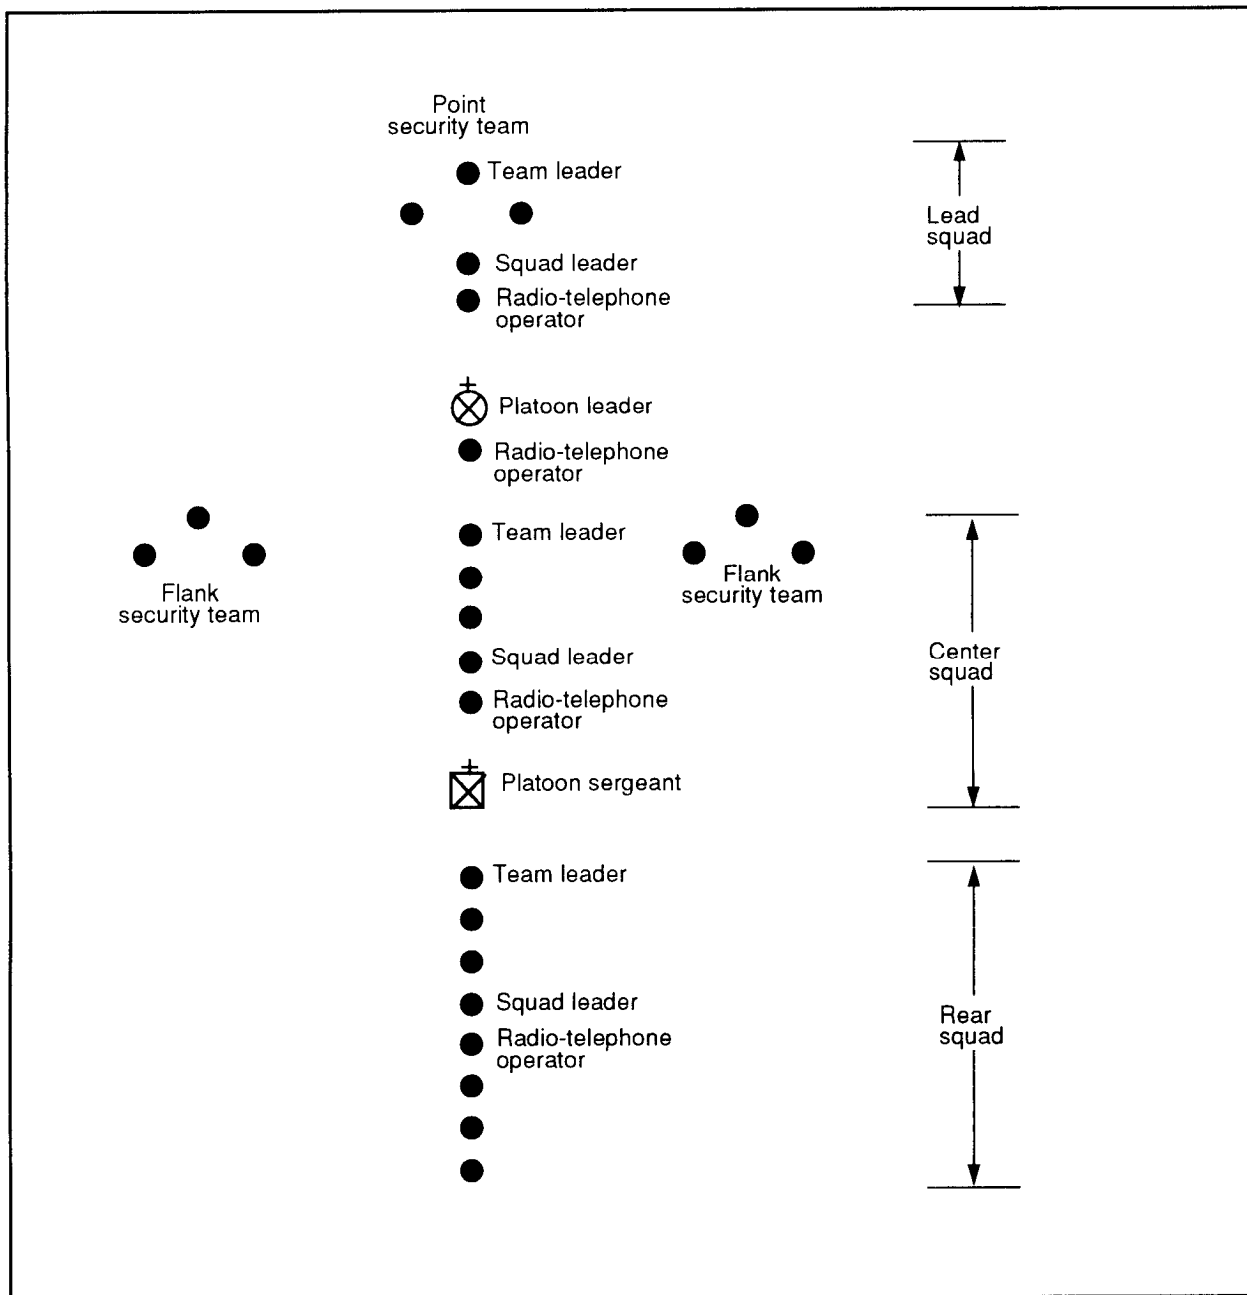 Point
security team
Team leader
Lead
squad
Squad leader
Radio-telephone
operator
Platoon leader
Radio-telephone
operator
Team leader
Flank
security team
Flank
security team
Squad leader
Center
squad
Radio-telephone
operator
Platoon sergeant
Team leader
Squad leader
Rear
squad
Radio-telephone
operator